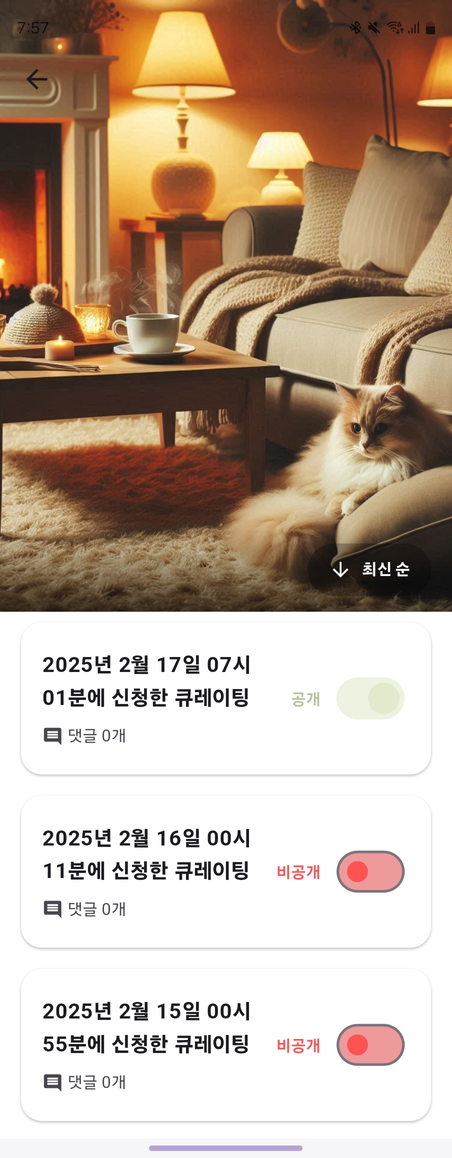 7:57
최신 순
2025년 2월 17일 07시
01분에 신청한 큐레이팅
공개
댓글 0개
2025년 2월 16일 00시
11분에 신청한 큐레이팅
비공개
댓글 0개
2025년 2월 15일 00시
55분에 신청한 큐레이팅
비공개
댓글 0개